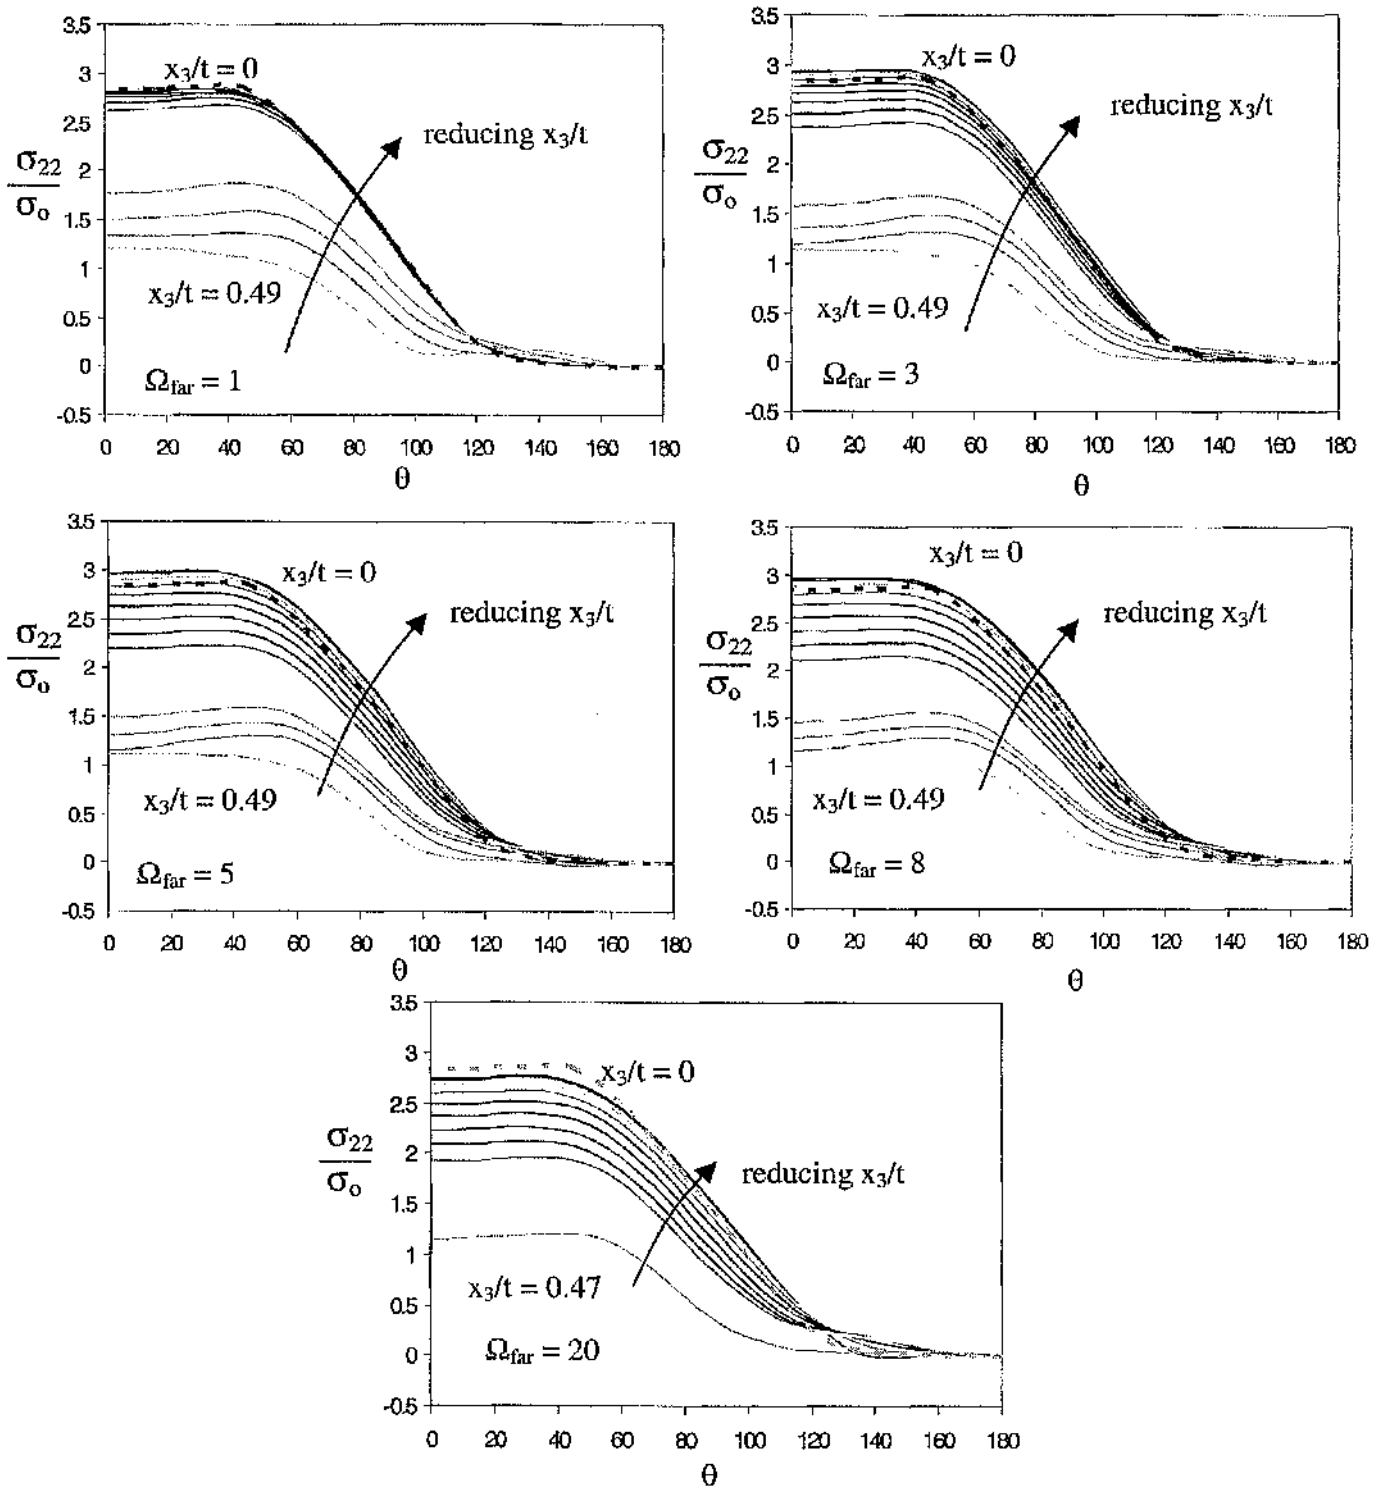 3.5
3
2.5
2
1.5
1
0.5
0
-0.5
σ22
σo
x3/t = 0
reducing x3/t
x3/t = 0.49
Ωfar = 1
0 20 40 60 80 100 120 140 160 180
θ
3.5
3
2.5
2
1.5
1
0.5
0
-0.5
σ22
σo
x3/t = 0
reducing x3/t
x3/t = 0.49
Ωfar = 3
0 20 40 60 80 100 120 140 160 180
θ
3.5
3
2.5
2
1.5
1
0.5
0
-0.5
σ22
σo
x3/t = 0
reducing x3/t
x3/t = 0.49
Ωfar = 5
0 20 40 60 80 100 120 140 160 180
θ
3.5
3
2.5
2
1.5
1
0.5
0
-0.5
σ22
σo
x3/t = 0
reducing x3/t
x3/t = 0.49
Ωfar = 8
0 20 40 60 80 100 120 140 160 180
θ
3.5
3
2.5
2
1.5
1
0.5
0
-0.5
σ22
σo
x3/t = 0
reducing x3/t
x3/t = 0.47
Ωfar = 20
0 20 40 60 80 100 120 140 160 180
θ